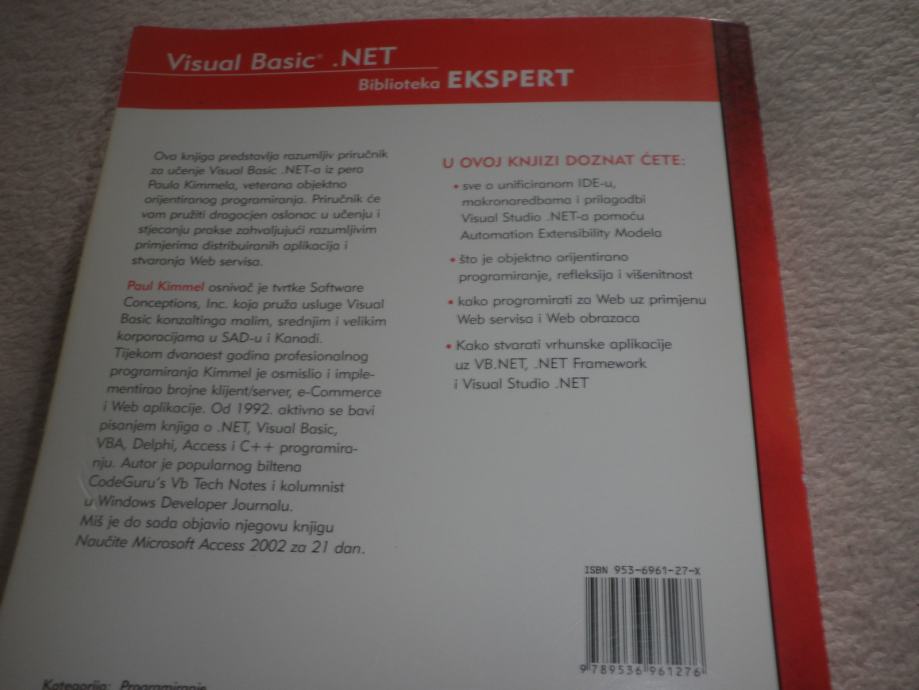 Visual Basic® .NET
Biblioteka EKSPERT
Ova knjiga predstavlja razumljiv priručnik
za učenje Visual Basic .NET-a iz pera
Paula Kimmela, veterana objektno
orijentiranog programiranja. Priručnik će
vam pružiti dragocjen oslonac u učenju i
stjecanju prakse zahvaljujući razumljivim
primjerima distribuiranih aplikacija i
stvaranja Web servisa.
Paul Kimmel osnivač je tvrtke Software
Conceptions, Inc. koja pruža usluge Visual
Basic konzaltinga malim, srednjim i velikim
korporacijama u SAD-u i Kanadi.
Tijekom dvanaest godina profesionalnog
programiranja Kimmel je osmislio i imple-
mentirao brojne klijent/server, e-Commerce
i Web aplikacije. Od 1992. aktivno se bavi
pisanjem knjiga o .NET, Visual Basic,
VBA, Delphi, Access i C++ programira-
nju. Autor je popularnog biltena
CodeGuru's Vb Tech Notes i kolumnist
u Windows Developer Journalu.
Miš je do sada objavio njegovu knjigu
Naučite Microsoft Access 2002 za 21 dan.
U OVOJ KNJIZI DOZNAT ĆETE:
• sve o unificiranom IDE-u,
makronaredbama i prilagodbi
Visual Studio .NET-a pomoću
Automation Extensibility Modela
• što je objektno orijentirano
programiranje, refleksija i višenitnost
• kako programirati za Web uz primjenu
Web servisa i Web obrazaca
• Kako stvarati vrhunske aplikacije
uz VB.NET, .NET Framework
i Visual Studio .NET
ISBN 953-6961-27-X
9 789536 961276
Kategorija: Programiranje